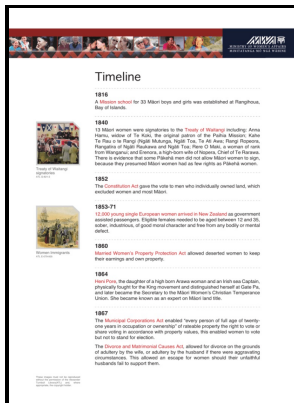 MINISTRY OF WOMEN'S AFFAIRS
MINITATANGA MŌ NGĀ WĀHINE
Timeline
1816
A Mission school for 33 Māori boys and girls was established at Rangihoua,
Bay of Islands.
1840
13 Māori women were signatories to the Treaty of Waitangi including: Anna
Hamu, widow of Te Koki, the original patron of the Paihia Mission; Kahe
Te Rau o te Rangi (Ngāti Mutunga, Ngāti Toa, Te Ati Awa; Rangi Topeora,
Rangatira of Ngāti Raukawa and Ngāti Toa; Rere O Maki, a woman of rank
from Wanganui; and Ereonora, a high-born wife of Nopera, Chief of Te Rarawa.
There is evidence that some Pākehā men did not allow Māori women to sign,
because they presumed Māori women had as few rights as Pākehā women.
Treaty of Waitangi
signatories
1852
The Constitution Act gave the vote to men who individually owned land, which
excluded women and most Māori.
1853-71
12,000 young single European women arrived in New Zealand as government
assisted passengers. Eligible females needed to be aged between 12 and 35,
sober, industrious, of good moral character and free from any bodily or mental
defect.
Women immigrants
1860
Married Women's Property Protection Act allowed deserted women to keep
their earnings and own property.
1864
Heni Pore, the daughter of a high born Arawa woman and an Irish sea Captain,
physically fought for the King movement and distinguished herself at Gate Pa,
and later became the Secretary to the Māori Women's Christian Temperance
Union. She became known as an expert on Māori land title.
1867
The Municipal Corporations Act enabled "every person of full age of twenty-
one years in occupation or ownership" of rateable property the right to vote or
share voting in accordance with property values; this enabled women to vote
but not to stand for election.
The Divorce and Matrimonial Causes Act, allowed for divorce on the grounds
of adultery by the wife, or adultery by the husband if there were aggravating
circumstances. This allowed an escape for women should their unfaithful
husbands fail to support them.